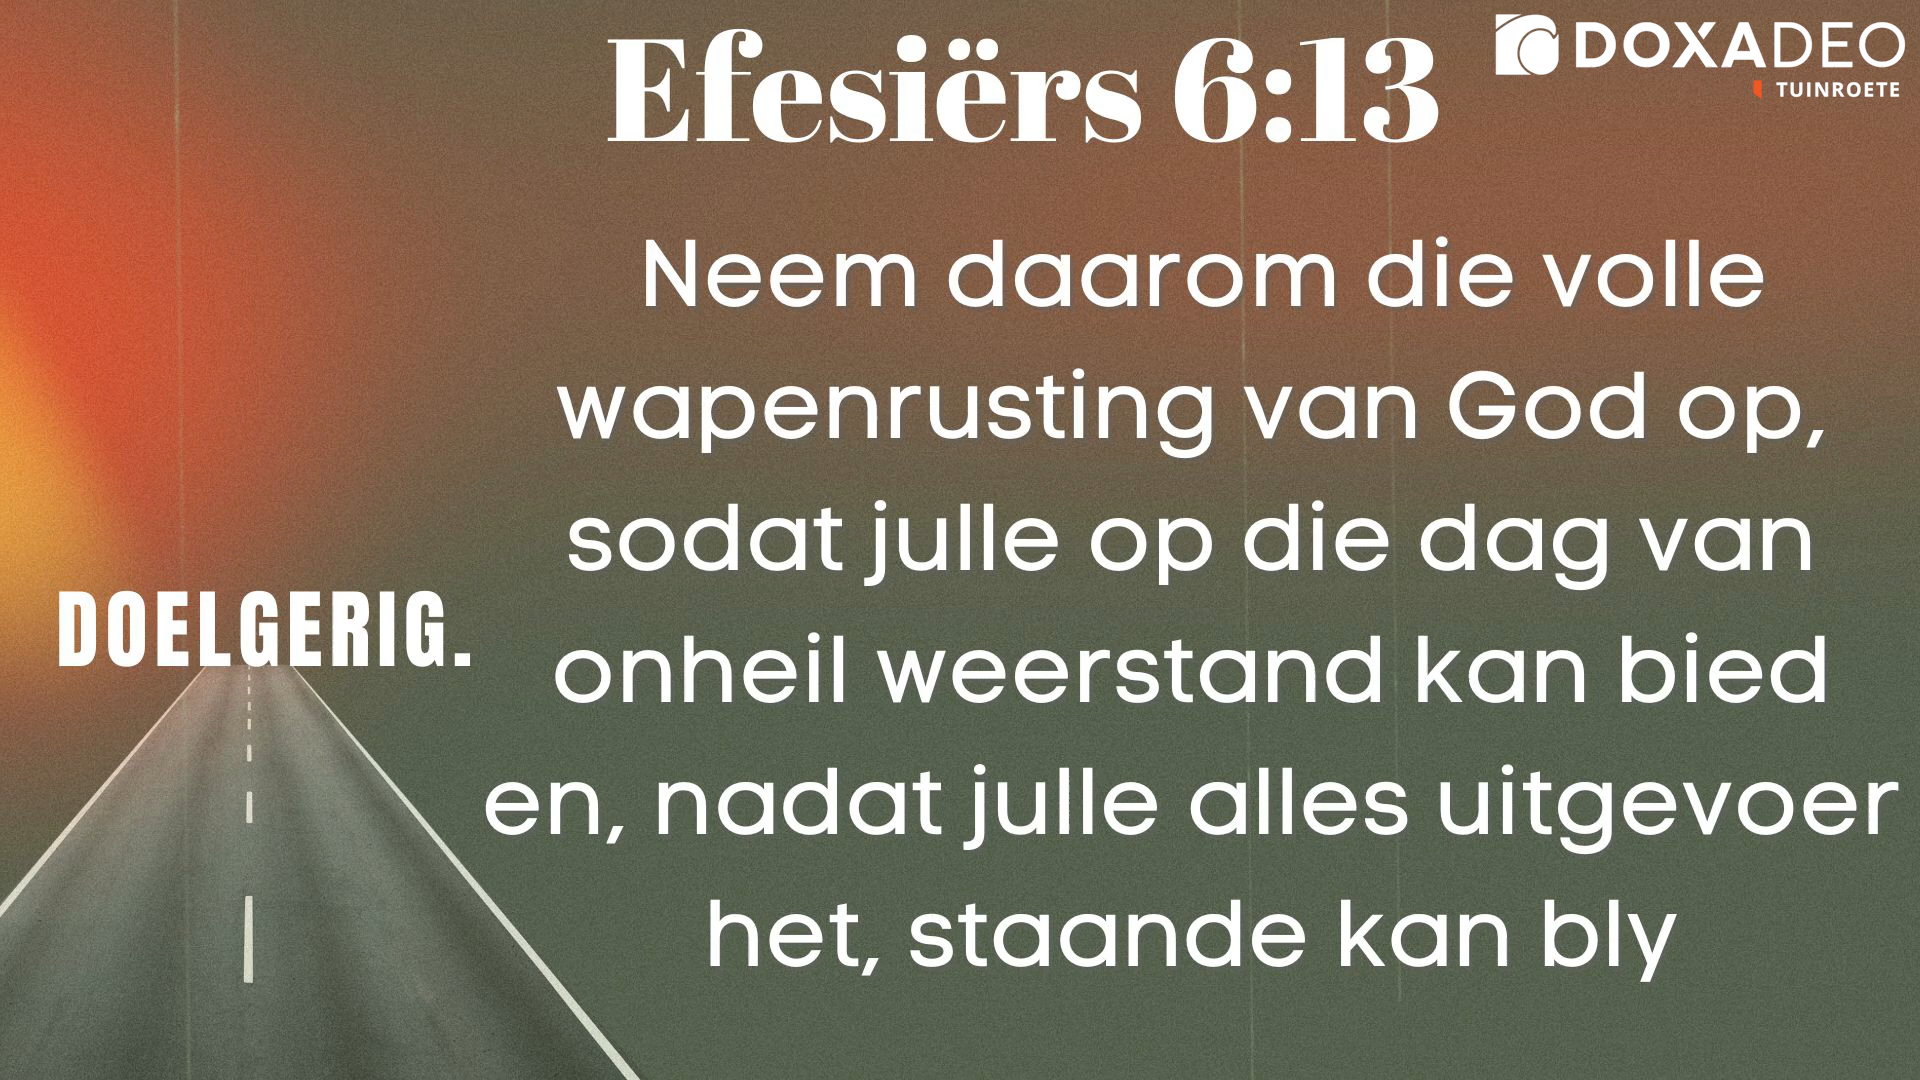 Efesiërs 6:13
DOXADEO
TUINROETE
Neem daarom die volle
wapenrusting van God op,
sodat julle op die dag van
onheil weerstand kan bied
en, nadat julle alles uitgevoer
het, staande kan bly
DOELGERIG.